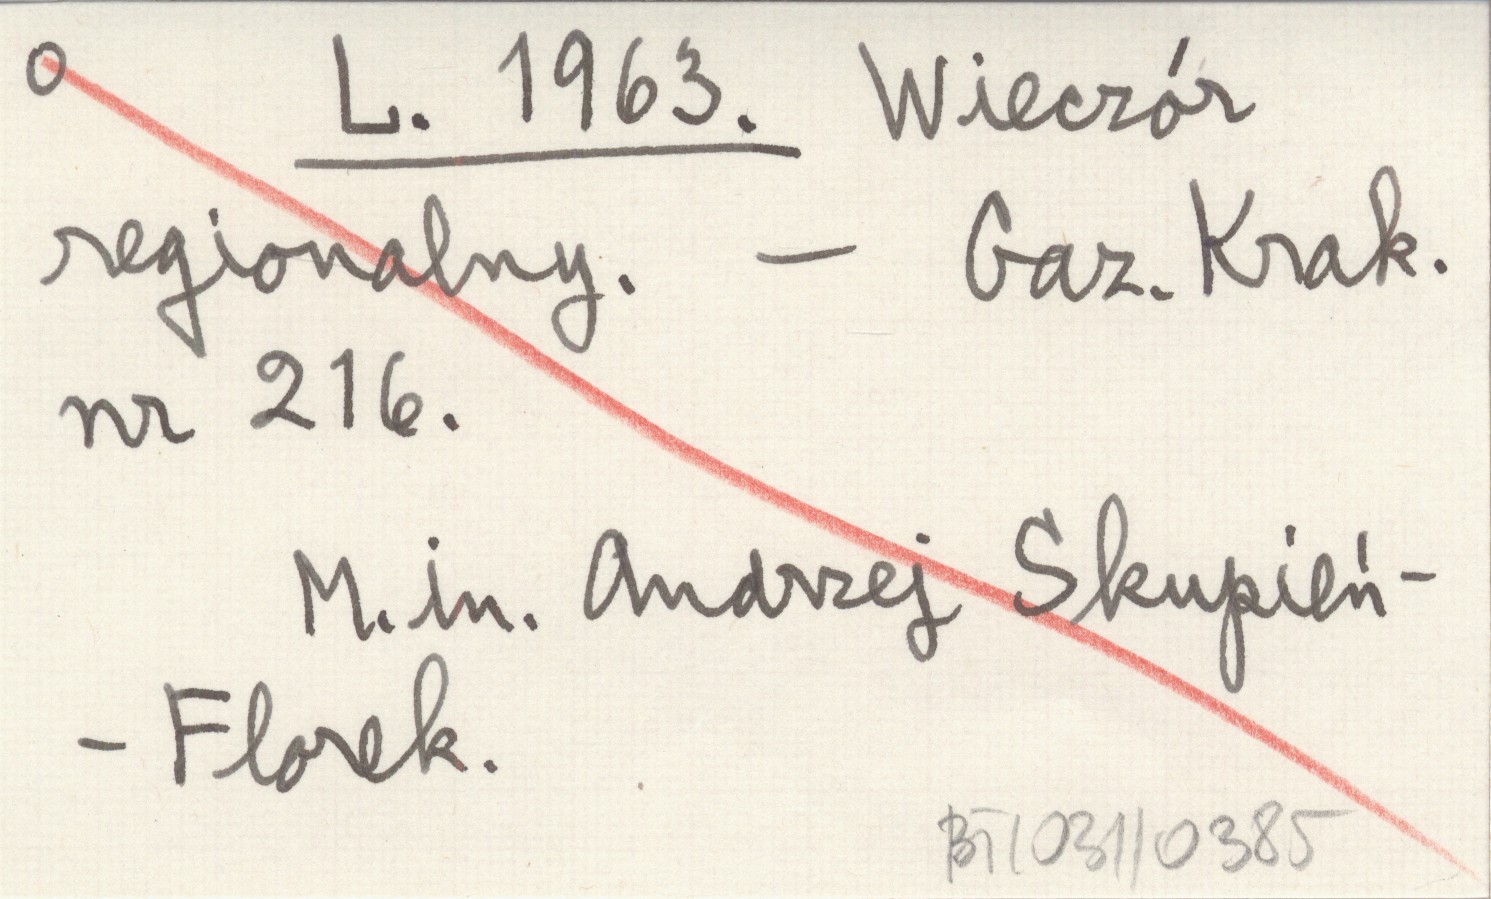 O L. 1963. Wieczór
regionalny. — Gaz. Krak.
nr 216.
M. in. Andrzej Skupień-
- Florek.
BT/031/0385